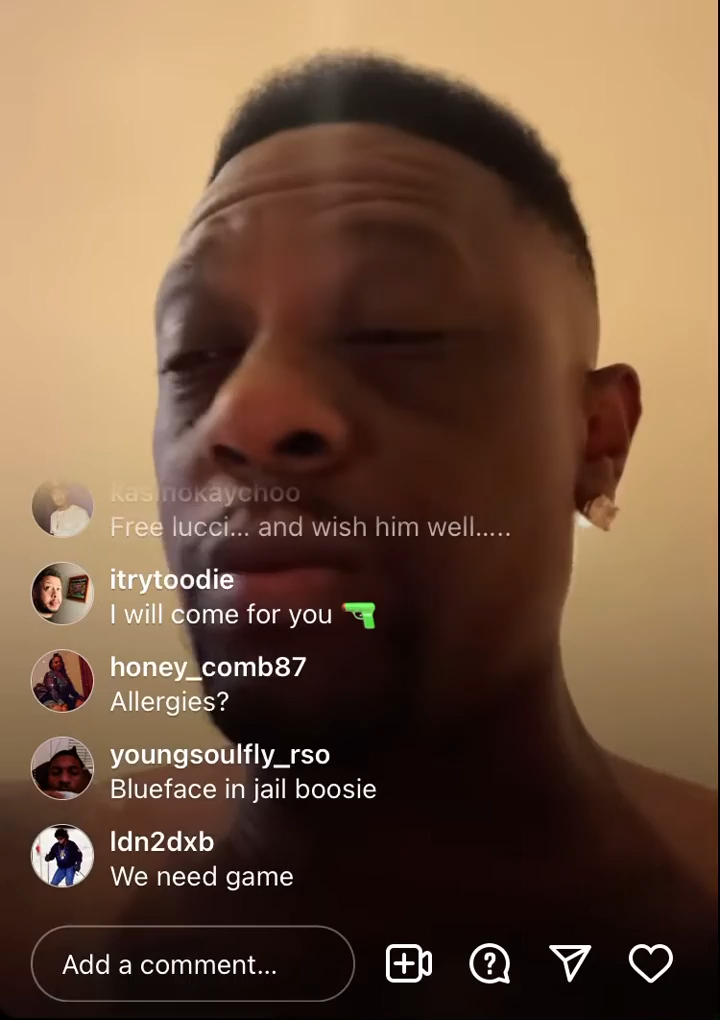 kasinokaychoo
Free lucci... and wish him well.....
itrytoodie
I will come for you 🔫
honey_comb87
Allergies?
youngsoulfly_rso
Blueface in jail boosie
ldn2dxb
We need game
Add a comment...